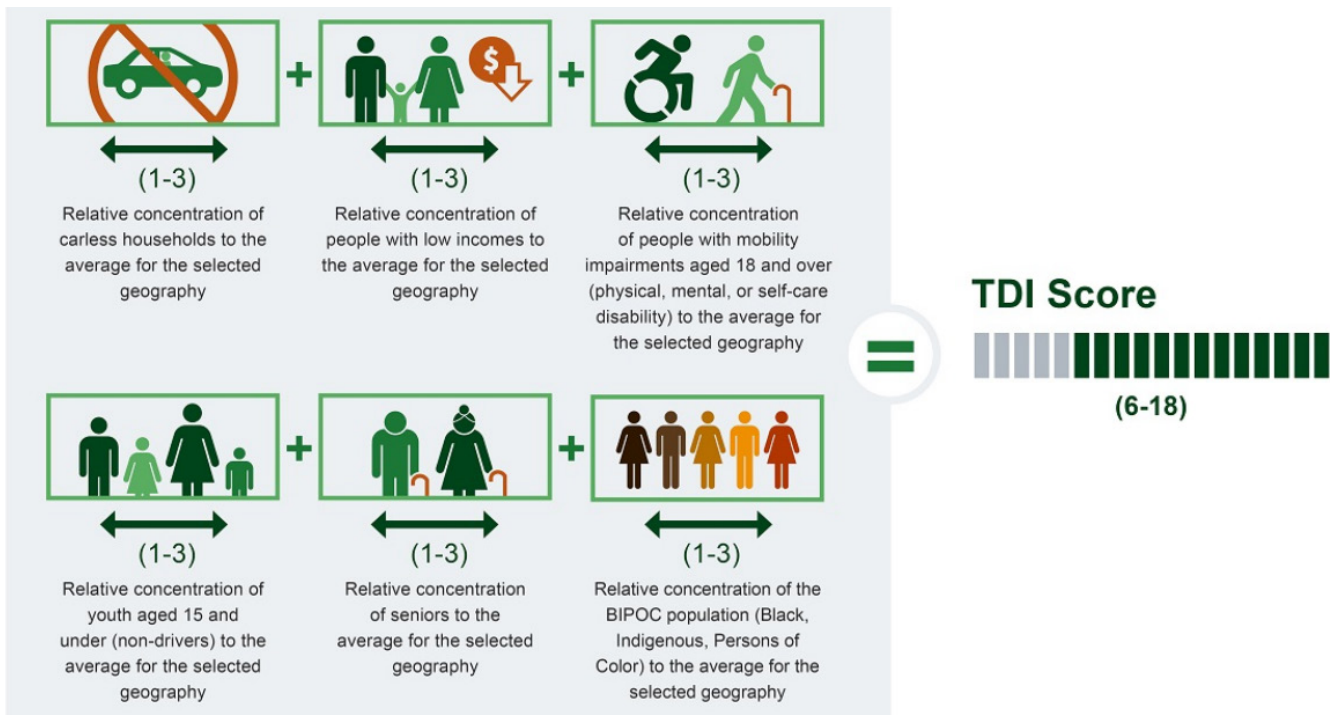 +
$
+
(1-3)
Relative concentration of
carless households to the
average for the selected
geography
(1-3)
Relative concentration of
people with low incomes to
the average for the selected
geography
(1-3)
Relative concentration
of people with mobility
impairments aged 18 and over
(physical, mental, or self-care
disability) to the average for
the selected geography
+
+
(1-3)
Relative concentration of
youth aged 15 and
under (non-drivers) to the
average for the selected
geography
(1-3)
Relative concentration
of seniors to the
average for the selected
geography
(1-3)
Relative concentration of the
BIPOC population (Black,
Indigenous, Persons of
Color) to the average for the
selected geography
=
TDI Score
(6-18)